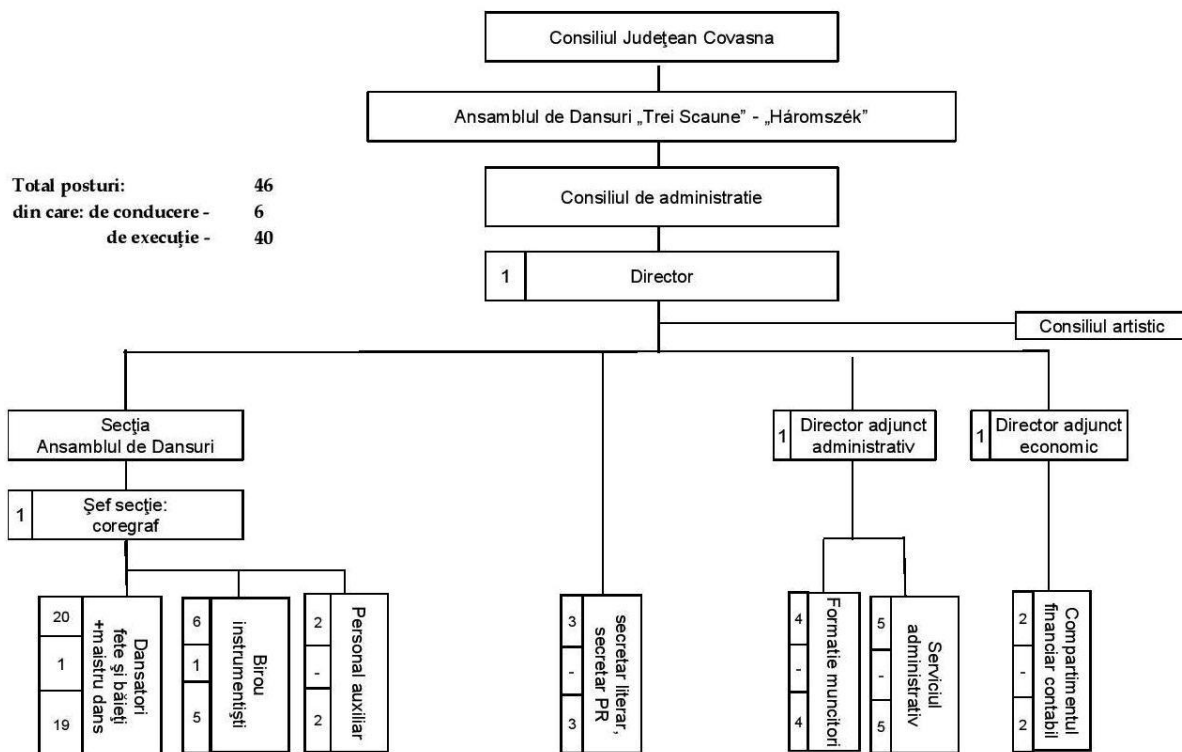 Consiliul Judeţean Covasna
Ansamblul de Dansuri „Trei Scaune” - „Háromszék”
Total posturi: 46
din care: de conducere - 6
de execuţie - 40
Consiliul de administratie
1 Director
Consiliul artistic
Secţia
Ansamblul de Dansuri
1 Director adjunct
administrativ
1 Director adjunct
economic
1 Şef secţie:
coregraf
20
1
19
Dansatori
fete şi băieţi
+maistru dans
6
1
5
Birou
instrumentişti
2
-
2
Personal auxiliar
3
-
3
secretar literar,
secretar PR
4
-
4
Formatie muncitori
5
-
5
Serviciul
administrativ
2
-
2
Compartimentul
financiar contabil